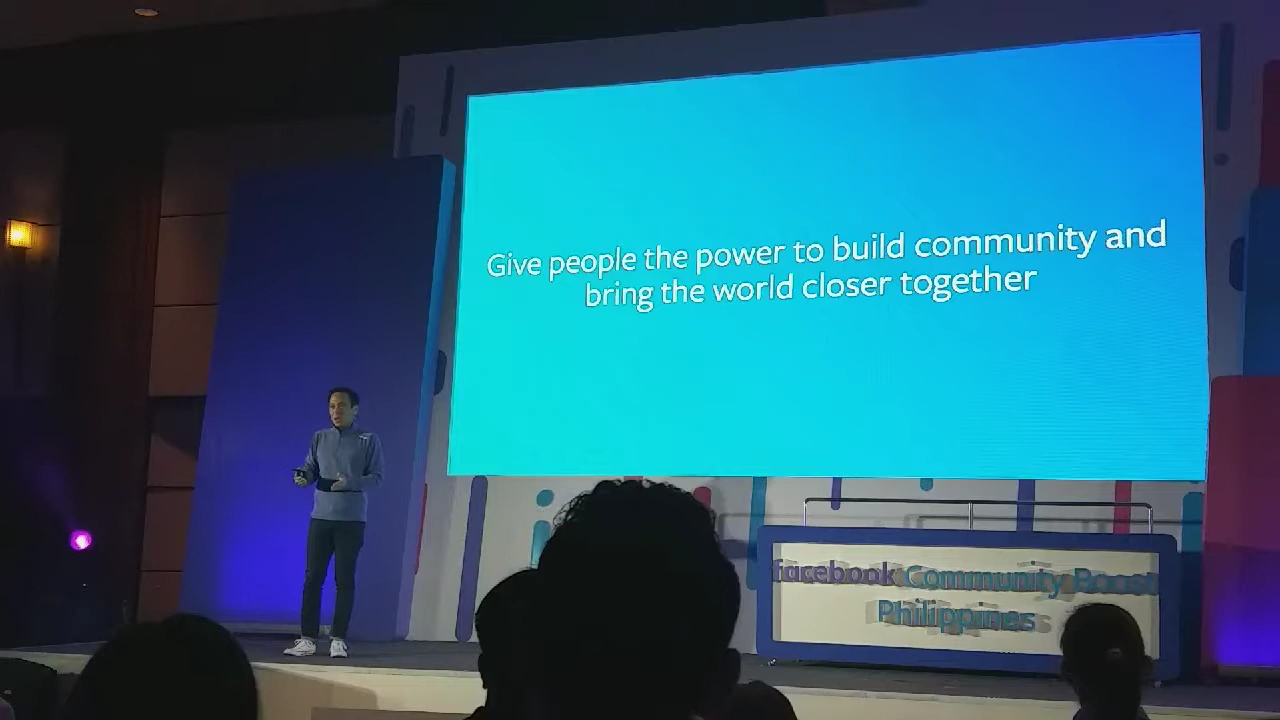 Give people the power to build community and
bring the world closer together
facebook Community Boost
Philippines